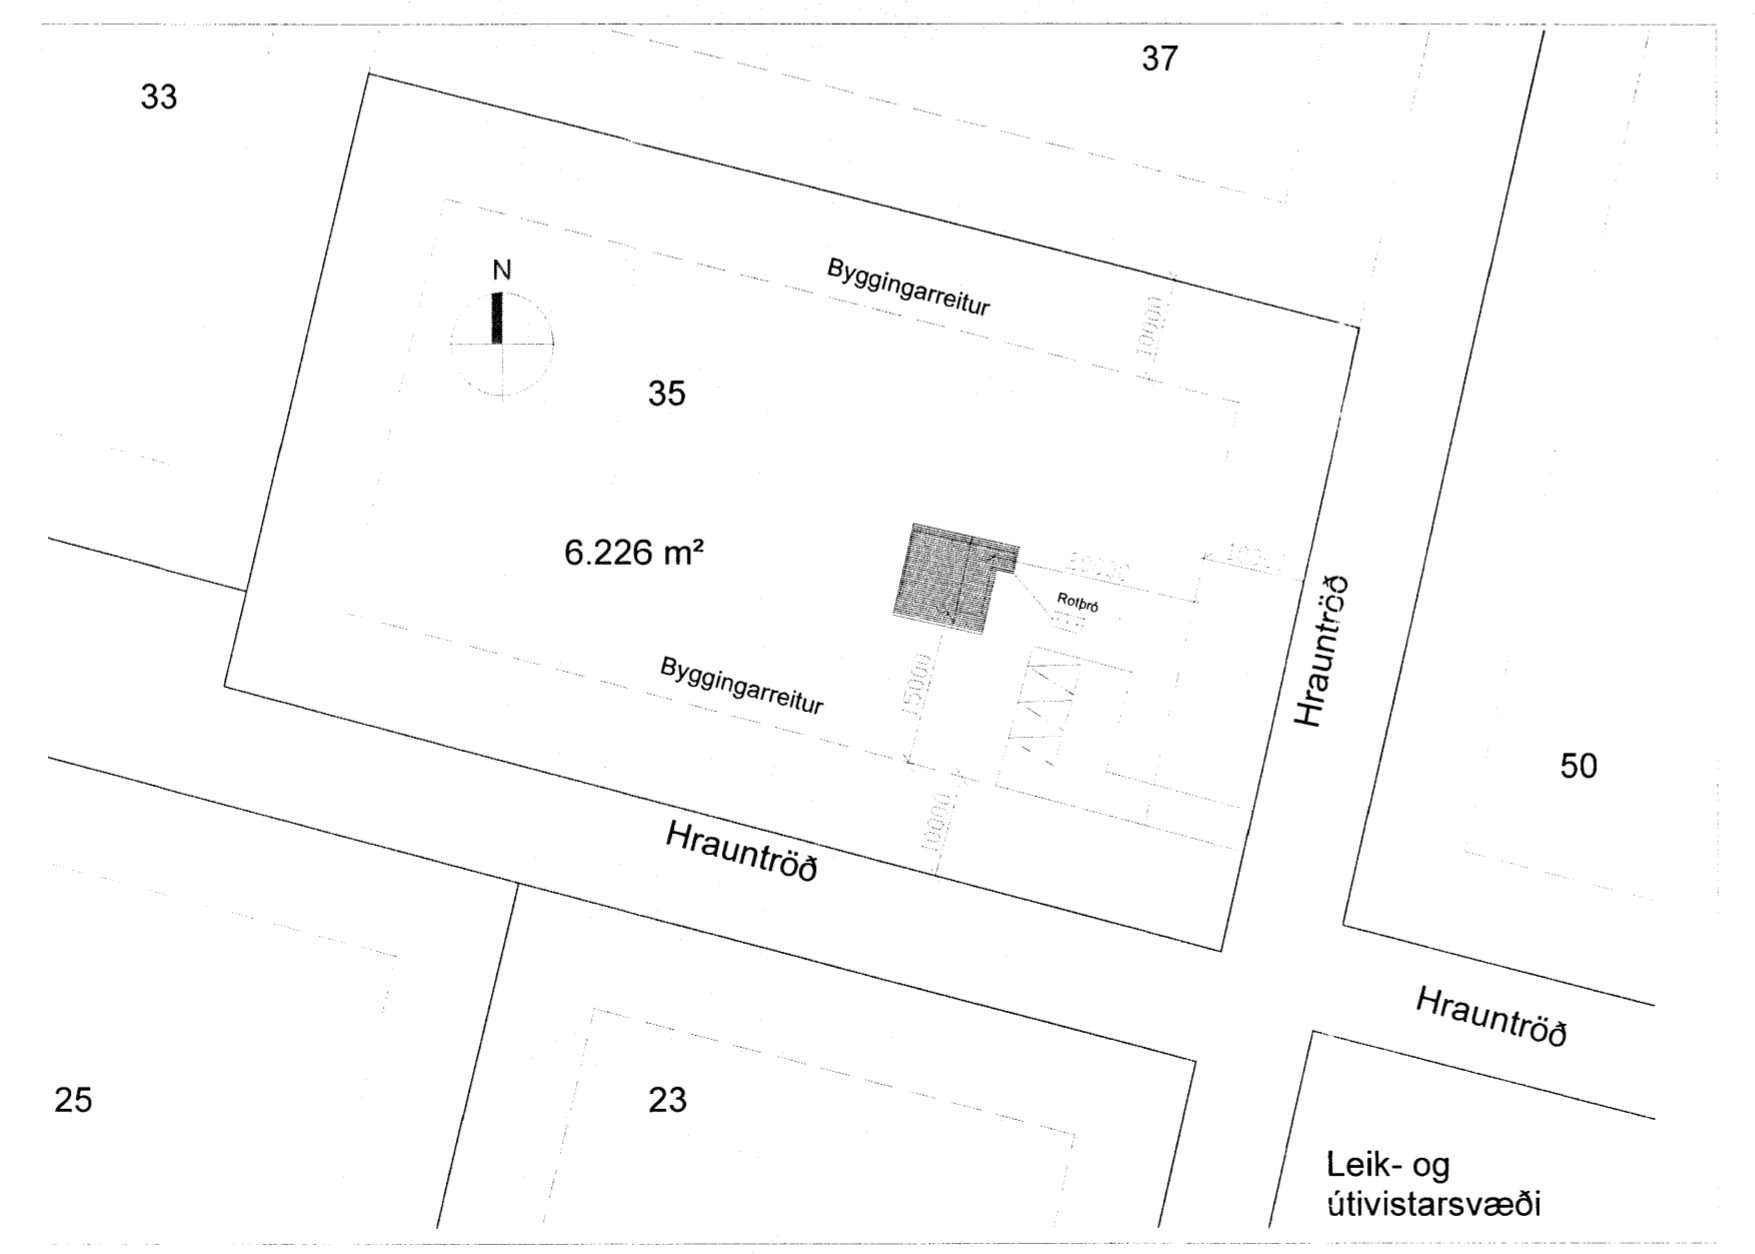 37
33
N
Byggingarreitur
10000
35
6.226 m²
Rotþró
Hrauntröð
Byggingarreitur
15000
50
10000
Hrauntröð
Hrauntröð
25
23
Leik- og
útivistarsvæði